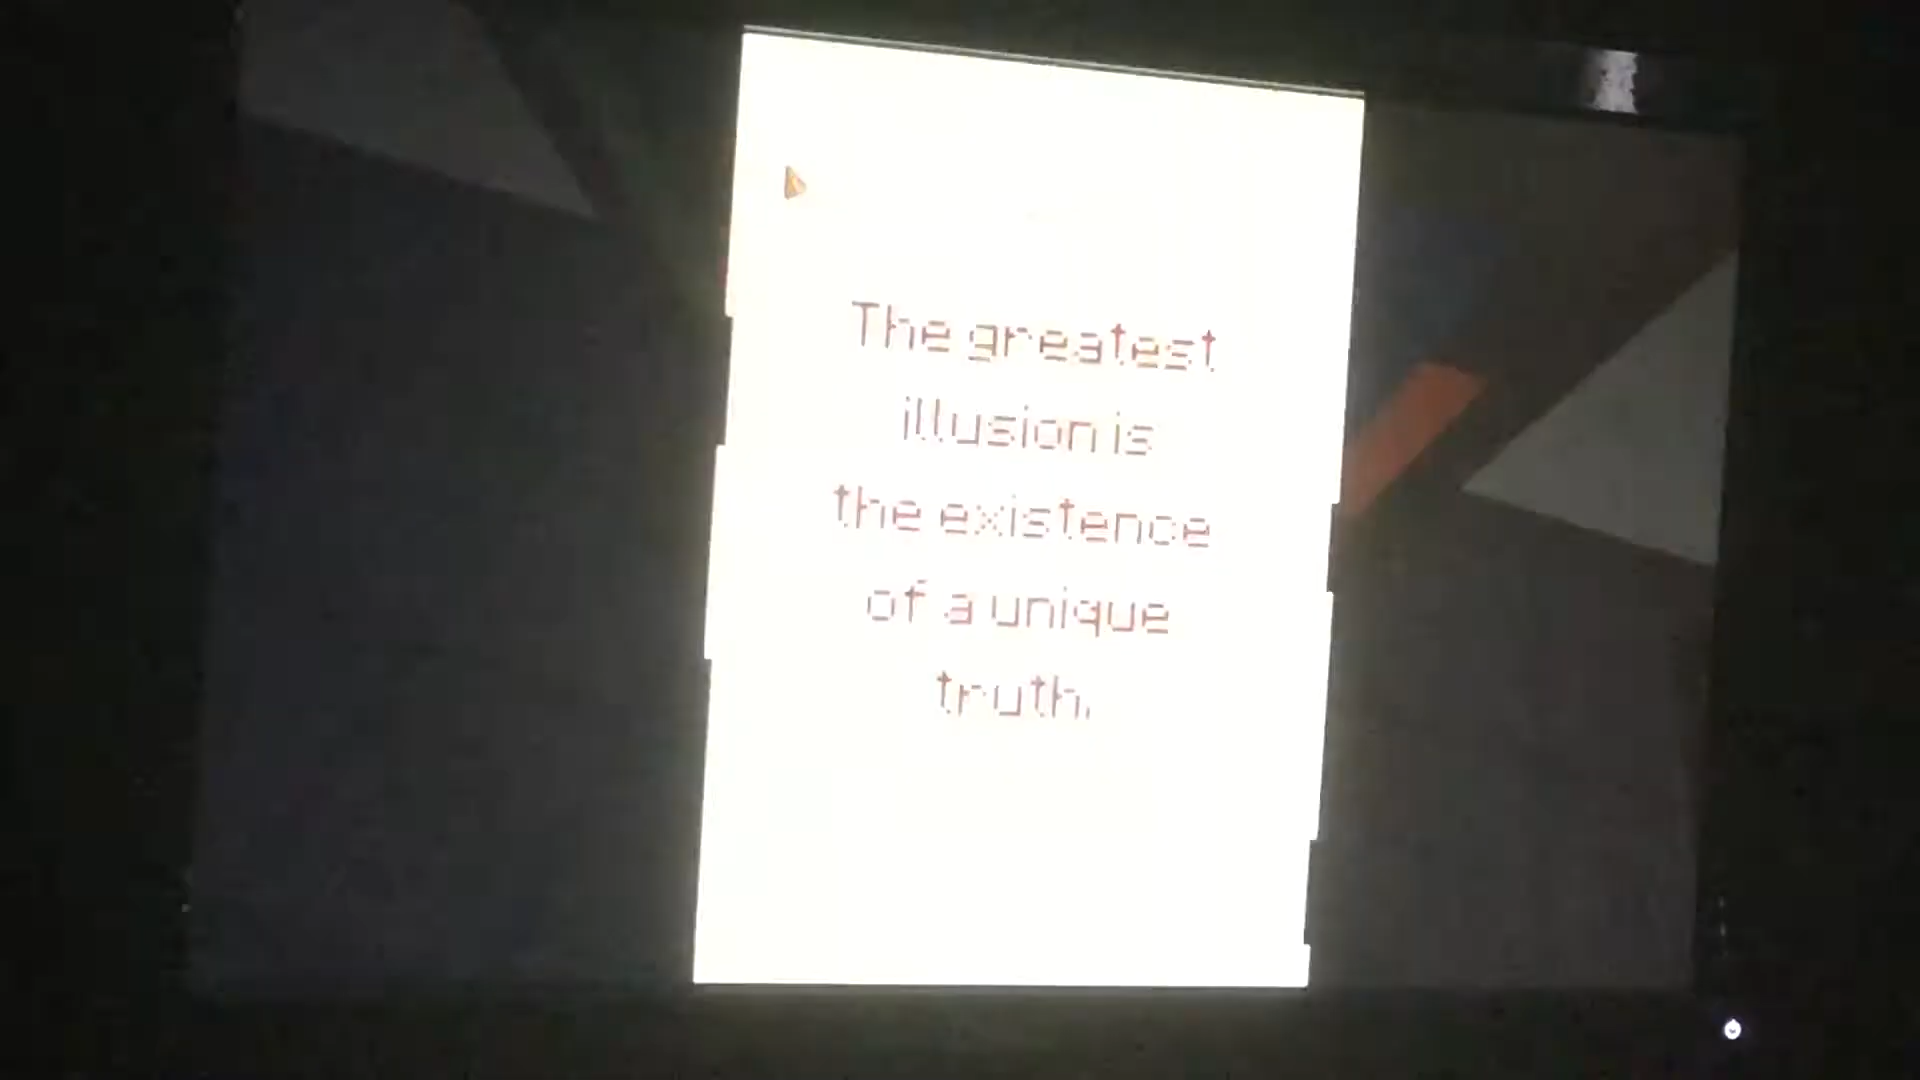 The greatest
illusion is
the existence
of a unique
truth.